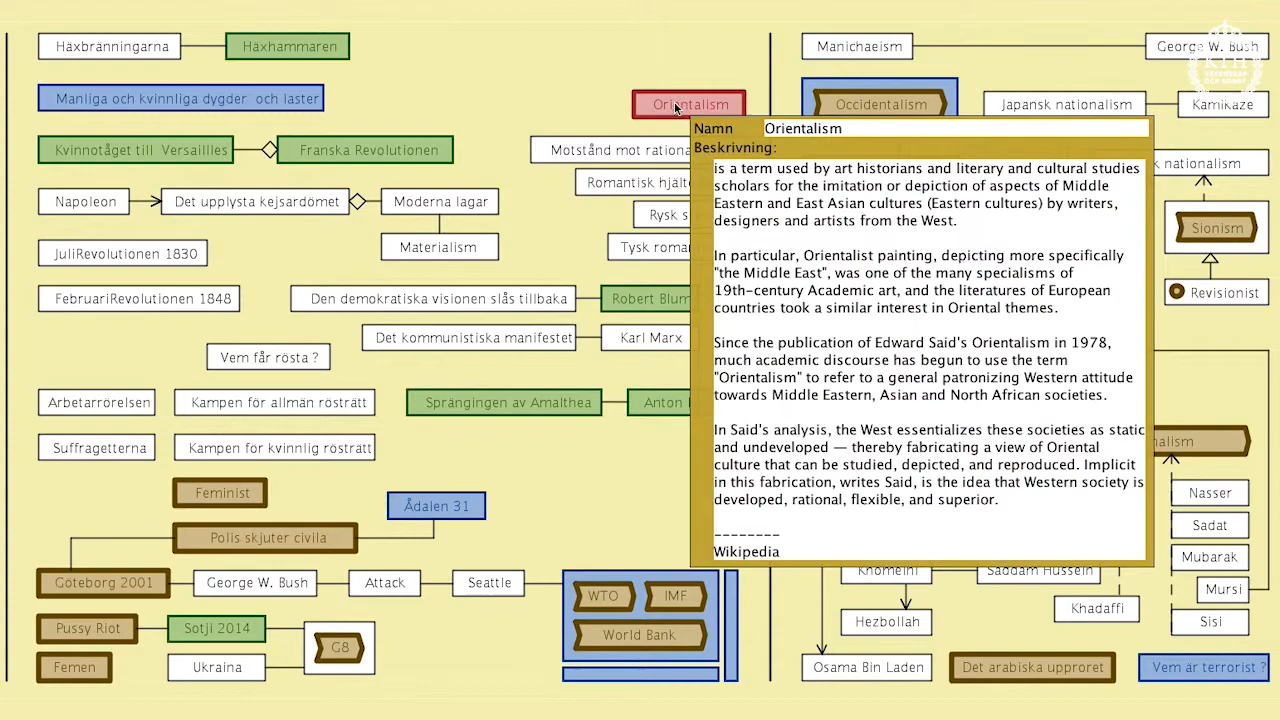 Häxbränningarna
Häxhammaren
Manliga och kvinnliga dygder och laster
Kvinnotåget till Versailles
Franska Revolutionen
Napoleon
Det upplysta kejsardömet
Moderna lagar
Materialism
JuliRevolutionen 1830
FebruariRevolutionen 1848
Den demokratiska visionen slås tillbaka
Robert Blum
Det kommunistiska manifestet
Karl Marx
Vem får rösta ?
Arbetarrörelsen
Kampen för allmän rösträtt
Sprängingen av Amalthea
Anton
Suffragetterna
Kampen för kvinnlig rösträtt
Feminist
Ådalen 31
Polis skjuter civila
Göteborg 2001
George W. Bush
Attack
Seattle
WTO
IMF
World Bank
Pussy Riot
Sotji 2014
G8
Femen
Ukraina
Orientalism
Motstånd mot
Romantisk
Rysk
Tysk
Manichaeism
George W. Bush
KTH
VETENSKAP
OCH KONST
Occidentalism
Japansk nationalism
Kamikaze
nationalism
Sionism
Revisionist
Namn
Orientalism
Beskrivning:
is a term used by art historians and literary and cultural studies
scholars for the imitation or depiction of aspects of Middle
Eastern and East Asian cultures (Eastern cultures) by writers,
designers and artists from the West.
In particular, Orientalist painting, depicting more specifically
"the Middle East", was one of the many specialisms of
19th-century Academic art, and the literatures of European
countries took a similar interest in Oriental themes.
Since the publication of Edward Said's Orientalism in 1978,
much academic discourse has begun to use the term
"Orientalism" to refer to a general patronizing Western attitude
towards Middle Eastern, Asian and North African societies.
In Said's analysis, the West essentializes these societies as static
and undeveloped — thereby fabricating a view of Oriental
culture that can be studied, depicted, and reproduced. Implicit
in this fabrication, writes Said, is the idea that Western society is
developed, rational, flexible, and superior.
--------
Wikipedia
Nasser
Sadat
Mubarak
Mursi
Sisi
Khomeini
Saddam Hussein
Khadaffi
Hezbollah
Osama Bin Laden
Det arabiska upproret
Vem är terrorist ?